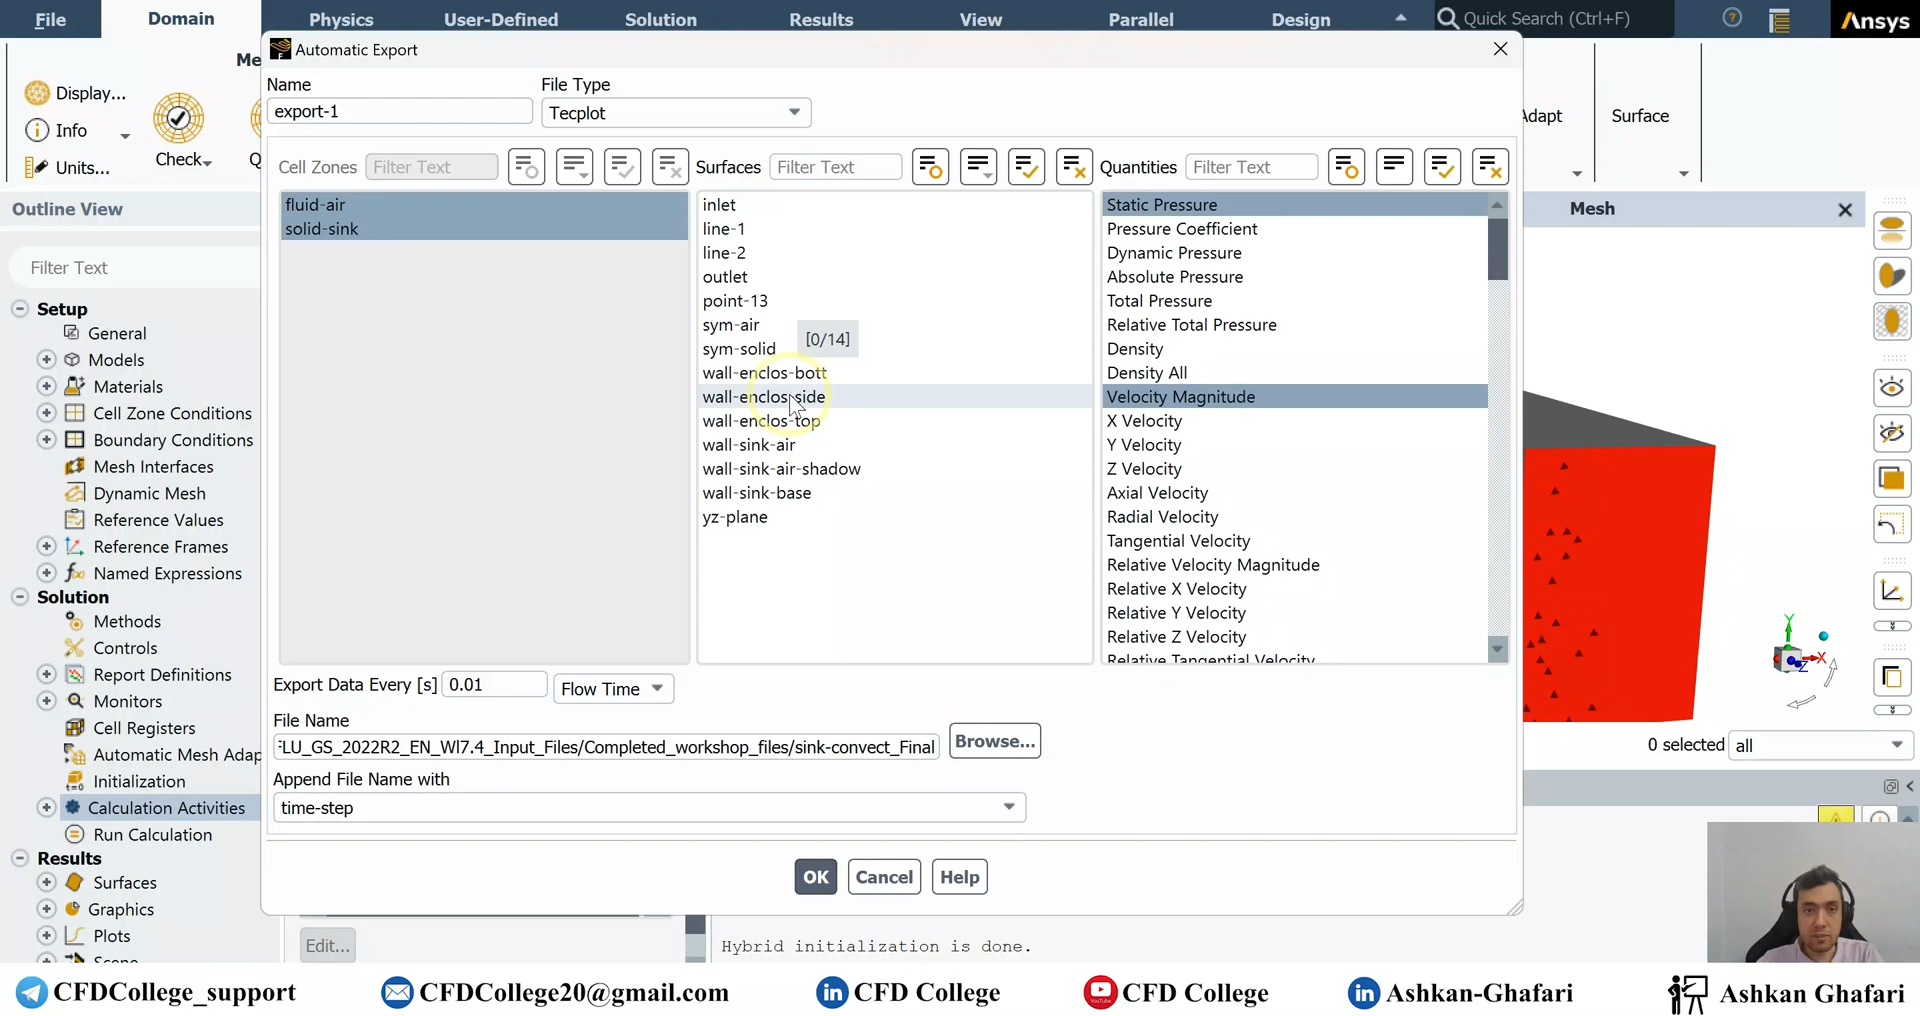 File
Domain
Physics
User-Defined
Solution
Results
View
Parallel
Design
Quick Search (Ctrl+F)
Ansys
Automatic Export
Me
Display...
Info
Units...
Check
Q
Name
File Type
export-1
Tecplot
Adapt
Surface
Cell Zones
Filter Text
Surfaces
Filter Text
Quantities
Filter Text
Outline View
Mesh
Filter Text
Setup
General
Models
Materials
Cell Zone Conditions
Boundary Conditions
Mesh Interfaces
Dynamic Mesh
Reference Values
Reference Frames
Named Expressions
Solution
Methods
Controls
Report Definitions
Monitors
Cell Registers
Automatic Mesh Adap
Initialization
Calculation Activities
Run Calculation
Results
Surfaces
Graphics
Plots
Scene
fluid-air
solid-sink
inlet
line-1
line-2
outlet
point-13
sym-air
sym-solid
[0/14]
wall-enclos-bott
wall-enclos-side
wall-enclos-top
wall-sink-air
wall-sink-air-shadow
wall-sink-base
yz-plane
Static Pressure
Pressure Coefficient
Dynamic Pressure
Absolute Pressure
Total Pressure
Relative Total Pressure
Density
Density All
Velocity Magnitude
X Velocity
Y Velocity
Z Velocity
Axial Velocity
Radial Velocity
Tangential Velocity
Relative Velocity Magnitude
Relative X Velocity
Relative Y Velocity
Relative Z Velocity
Relative Tangential Velocity
Y
X
Z
Export Data Every [s]
0.01
Flow Time
File Name
FLU_GS_2022R2_EN_WI7.4_Input_Files/Completed_workshop_files/sink-convect_Final
Browse...
Append File Name with
time-step
OK
Cancel
Help
0 selected
all
Edit...
Hybrid initialization is done.
CFDCollege_support
CFDCollege20@gmail.com
in CFD College
YouTube CFD College
in Ashkan-Ghafari
Ashkan Ghafari